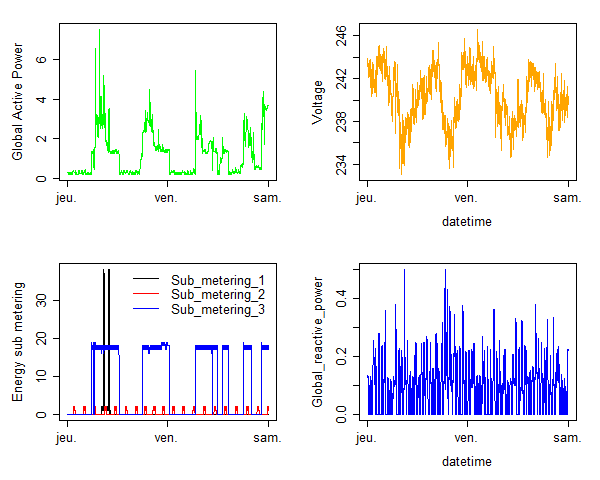 Global Active Power
0
2
4
6
jeu.
ven.
sam.
Voltage
234
238
242
246
jeu.
ven.
sam.
datetime
Energy sub metering
0
10
20
30
Sub_metering_1
Sub_metering_2
Sub_metering_3
jeu.
ven.
sam.
Global_reactive_power
0.0
0.2
0.4
jeu.
ven.
sam.
datetime